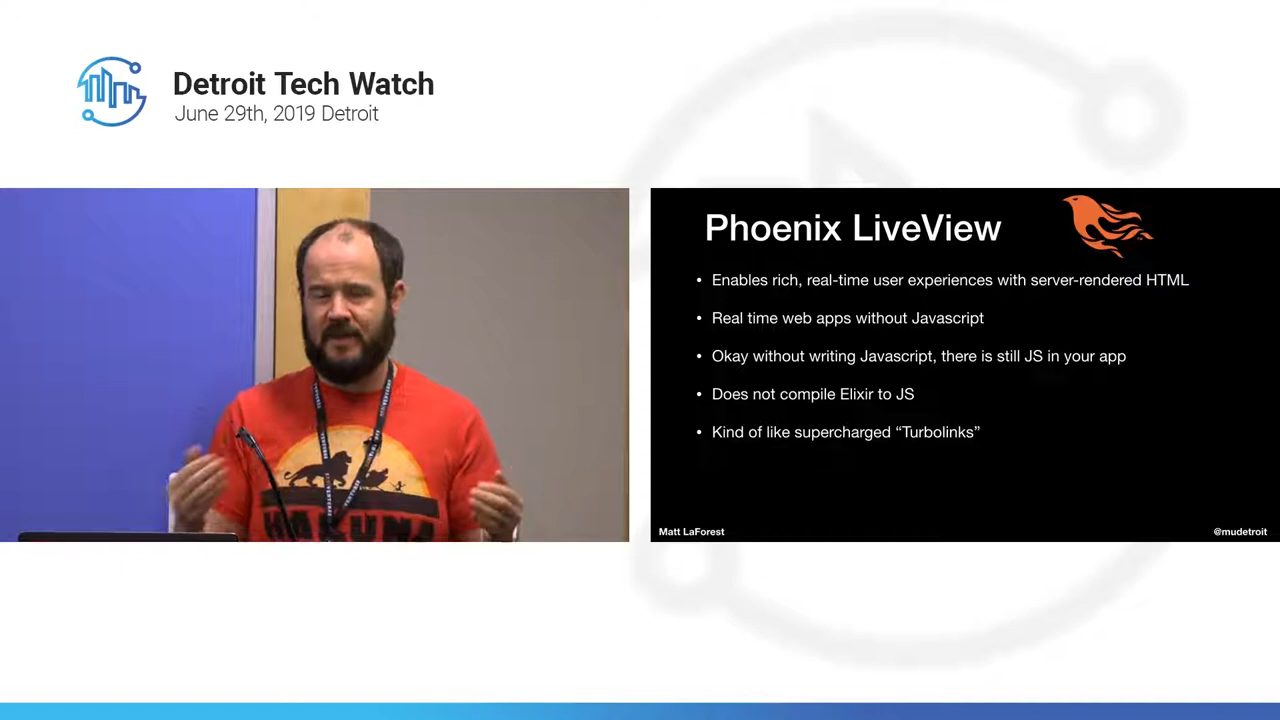 Detroit Tech Watch
June 29th, 2019 Detroit
Phoenix LiveView
• Enables rich, real-time user experiences with server-rendered HTML
• Real time web apps without Javascript
• Okay without writing Javascript, there is still JS in your app
• Does not compile Elixir to JS
• Kind of like supercharged “Turbolinks”
HAKUNA
Matt LaForest
@mudetroit